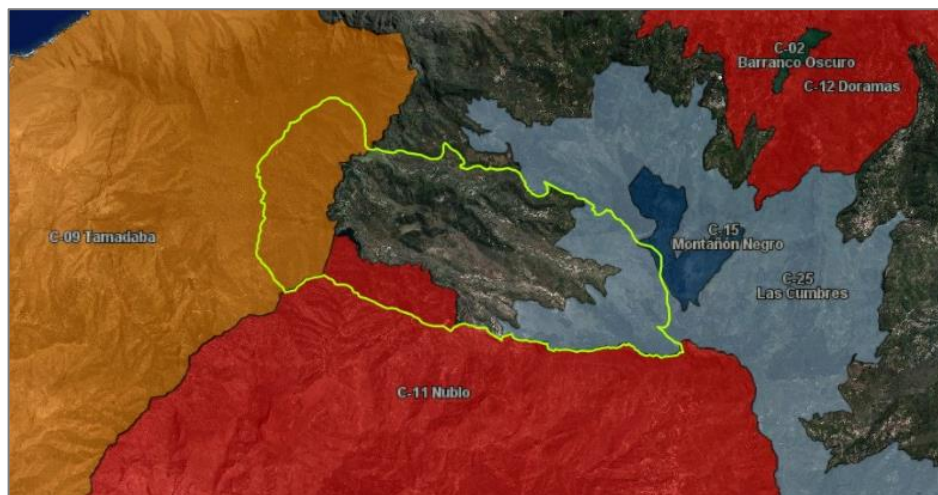 C-02
Barranco Oscuro
C-12 Doramas
C-09 Tamadaba
C-15
Montañón Negro
C-25
Las Cumbres
C-11 Nublo